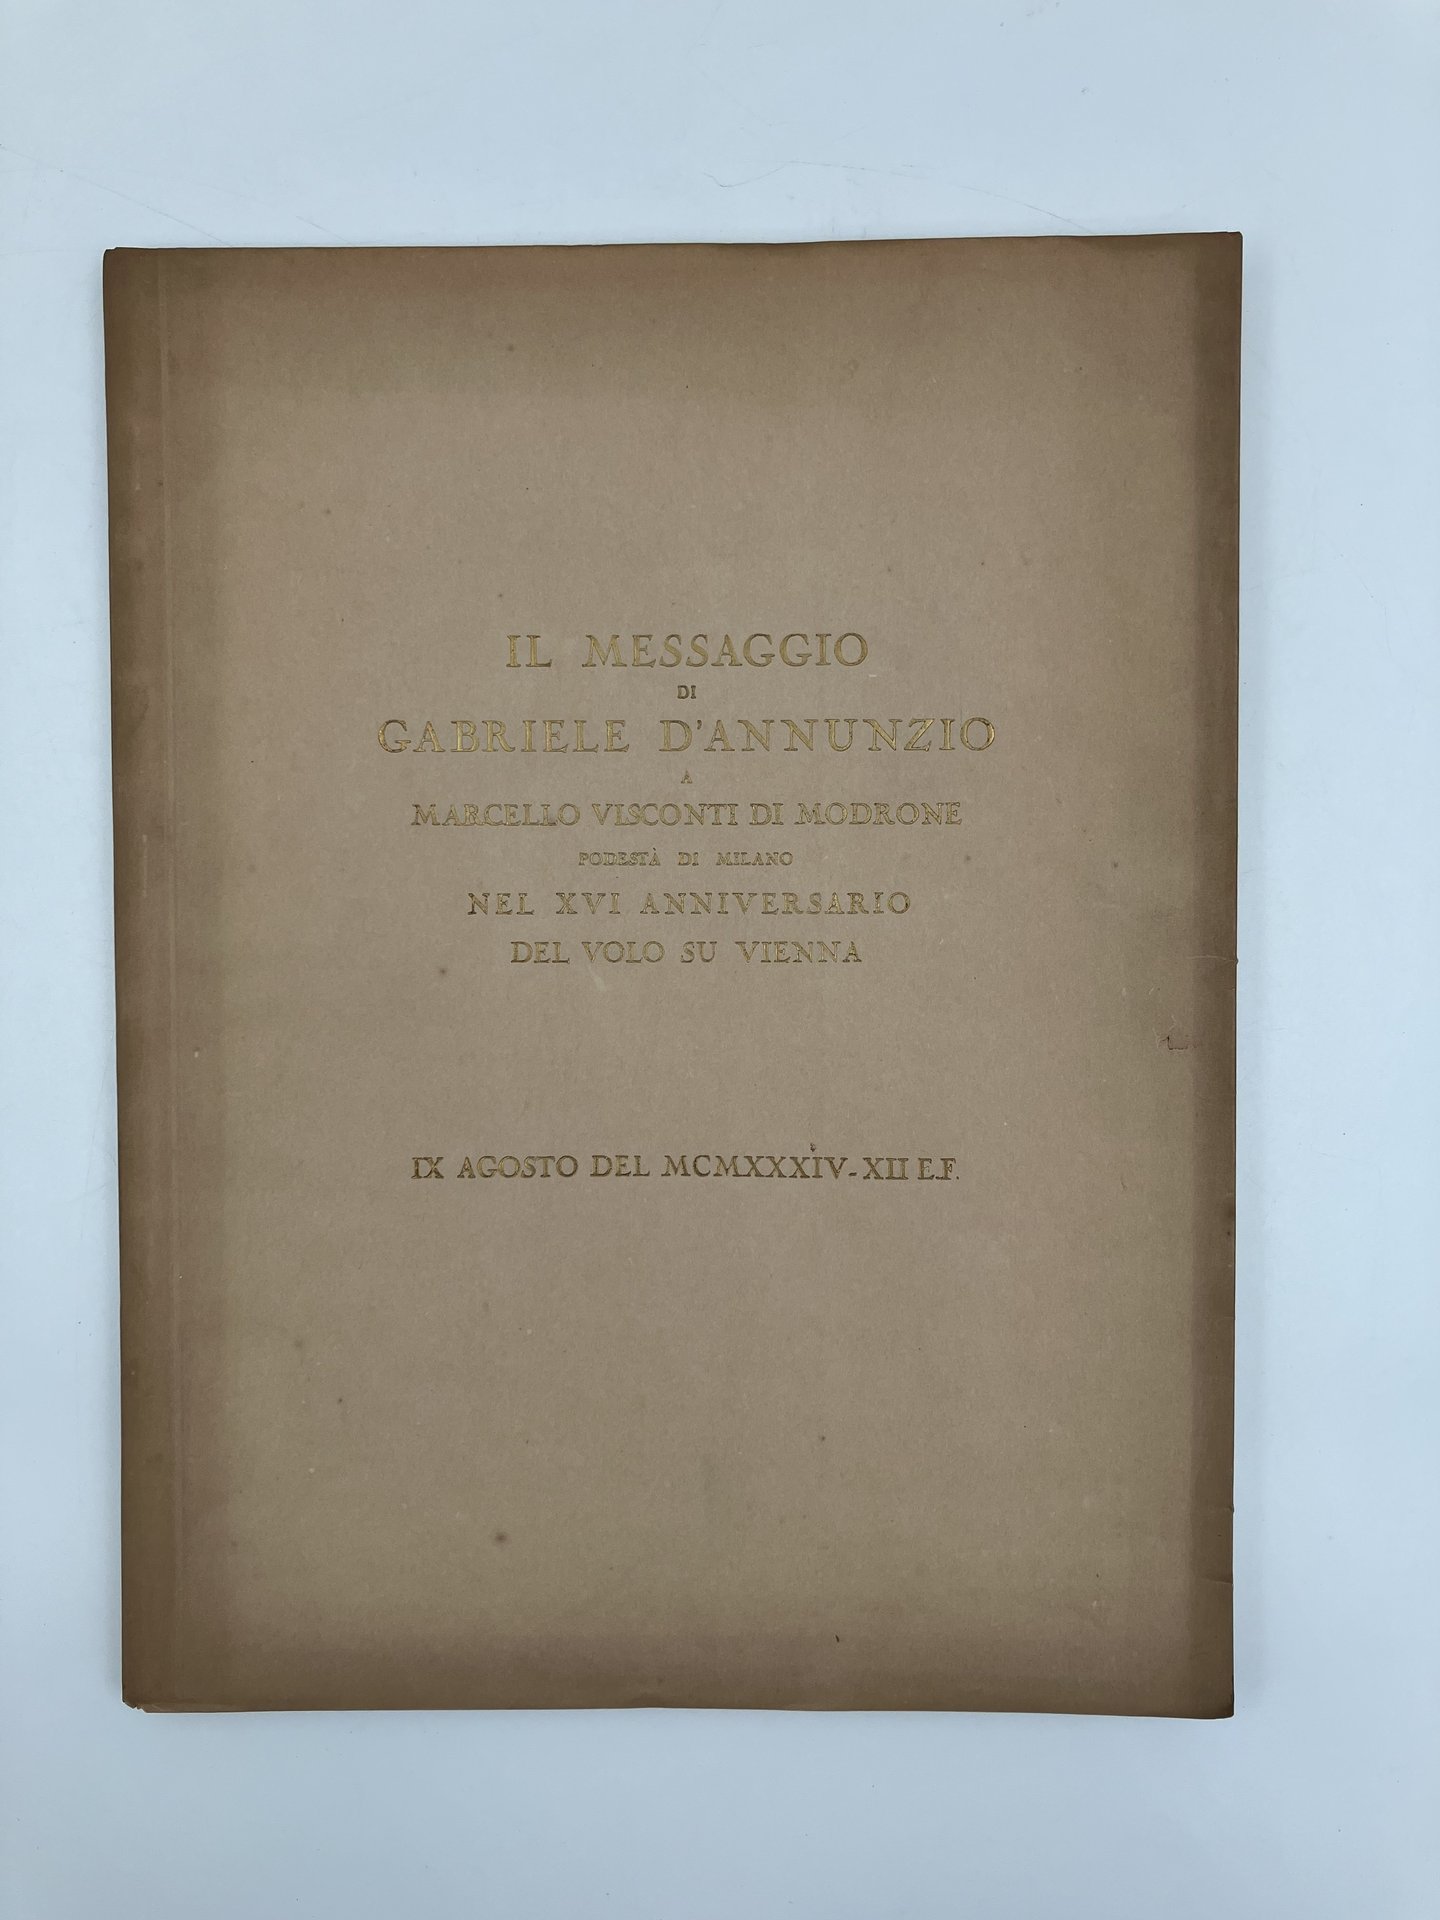 IL MESSAGGIO
DI
GABRIELE D'ANNUNZIO
A
MARCELLO VISCONTI DI MODRONE
PODESTÀ DI MILANO
NEL XVI ANNIVERSARIO
DEL VOLO SU VIENNA
IX AGOSTO DEL MCMXXXIV-XII E.F.